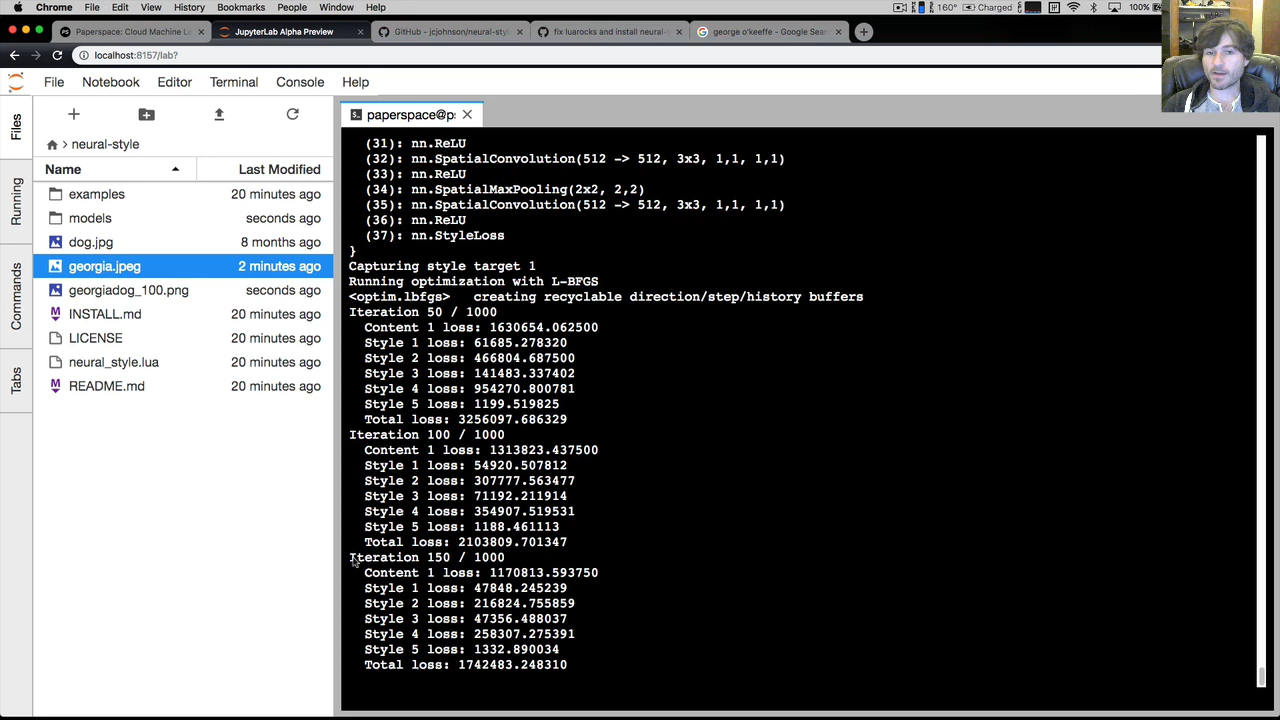 Chrome File Edit View History Bookmarks People Window Help 160° Charged 100%
Paperspace: Cloud Machine Le
JupyterLab Alpha Preview
GitHub - jcjohnson/neural-styl
fix luarocks and install neural-
george o'keeffe - Google Sear
localhost:8157/lab?
File Notebook Editor Terminal Console Help
Files
Running
Commands
Tabs
neural-style
Name Last Modified
examples 20 minutes ago
models seconds ago
dog.jpg 8 months ago
georgia.jpeg 2 minutes ago
georgiadog_100.png seconds ago
INSTALL.md 20 minutes ago
LICENSE 20 minutes ago
neural_style.lua 20 minutes ago
README.md 20 minutes ago
paperspace@p
(31): nn.ReLU
(32): nn.SpatialConvolution(512 -> 512, 3x3, 1,1, 1,1)
(33): nn.ReLU
(34): nn.SpatialMaxPooling(2x2, 2,2)
(35): nn.SpatialConvolution(512 -> 512, 3x3, 1,1, 1,1)
(36): nn.ReLU
(37): nn.StyleLoss
}
Capturing style target 1
Running optimization with L-BFGS
<optim.lbfgs> creating recyclable direction/step/history buffers
Iteration 50 / 1000
Content 1 loss: 1630654.062500
Style 1 loss: 61685.278320
Style 2 loss: 466804.687500
Style 3 loss: 141483.337402
Style 4 loss: 954270.800781
Style 5 loss: 1199.519825
Total loss: 3256097.686329
Iteration 100 / 1000
Content 1 loss: 1313823.437500
Style 1 loss: 54920.507812
Style 2 loss: 307777.563477
Style 3 loss: 71192.211914
Style 4 loss: 354907.519531
Style 5 loss: 1188.461113
Total loss: 2103809.701347
Iteration 150 / 1000
Content 1 loss: 1170813.593750
Style 1 loss: 47848.245239
Style 2 loss: 216824.755859
Style 3 loss: 47356.488037
Style 4 loss: 258307.275391
Style 5 loss: 1332.890034
Total loss: 1742483.248310